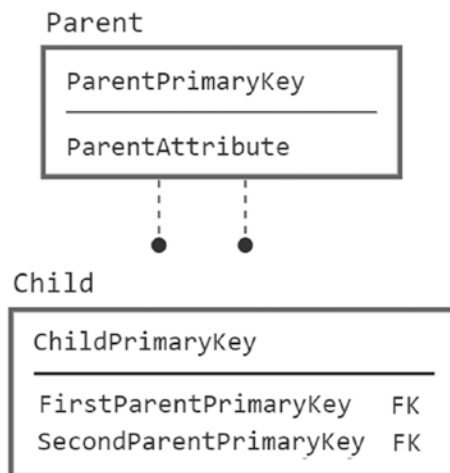 Parent
ParentPrimaryKey
ParentAttribute
Child
ChildPrimaryKey
FirstParentPrimaryKey FK
SecondParentPrimaryKey FK